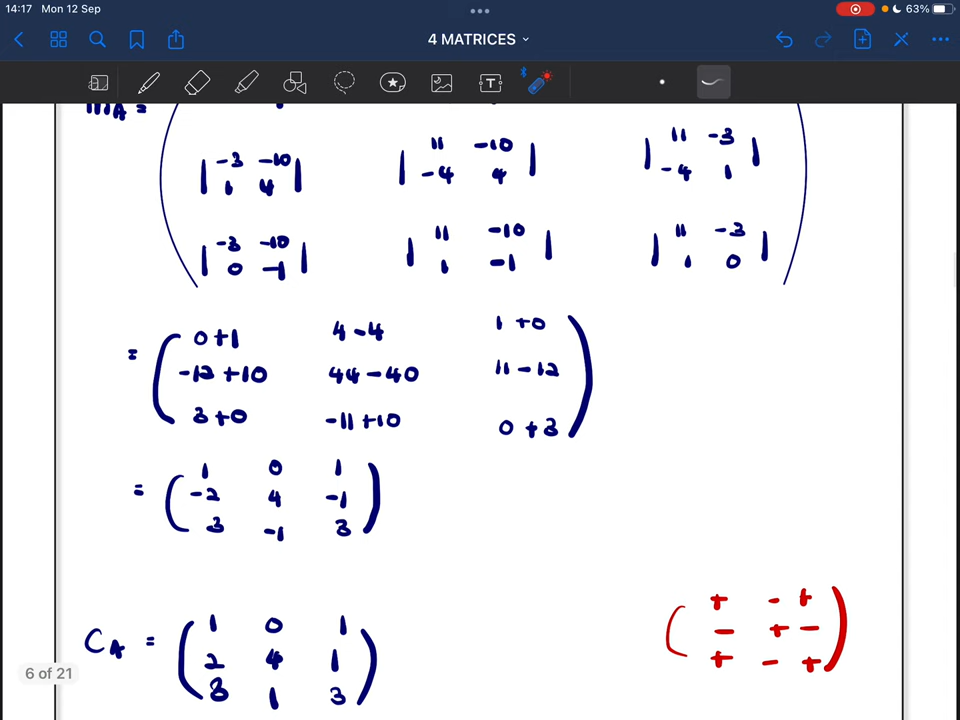 14:17 Mon 12 Sep 63%
4 MATRICES
T
mA =
|-3 -10| |11 -10| |11 -3|
|1 4| |-4 4| |-4 1|
|-3 -10| |11 -10| |11 -3|
|0 -1| |1 -1| |1 0|
= ( 0+1 4-4 1+0
-12+10 44-40 11-12
3+0 -11+10 0+3 )
= ( 1 0 1
-2 4 -1
3 -1 3 )
CA = ( 1 0 1
2 4 1
3 1 3 )
( + - +
- + -
+ - + )
6 of 21